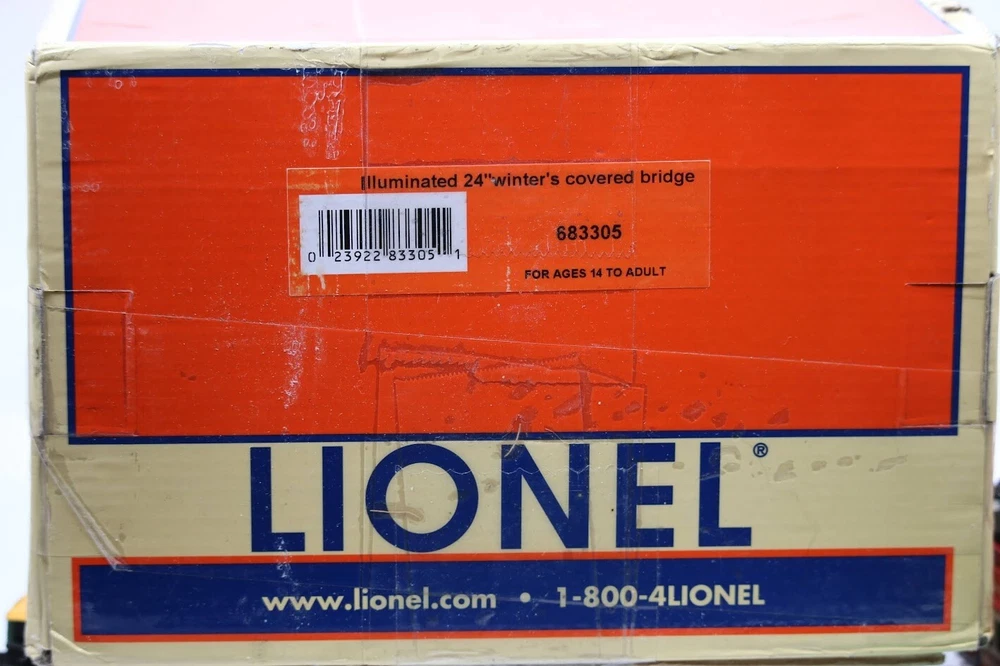 Illuminated 24"winter's covered bridge
683305
0 23922 83305 1
FOR AGES 14 TO ADULT
LIONEL®
www.lionel.com • 1-800-4LIONEL